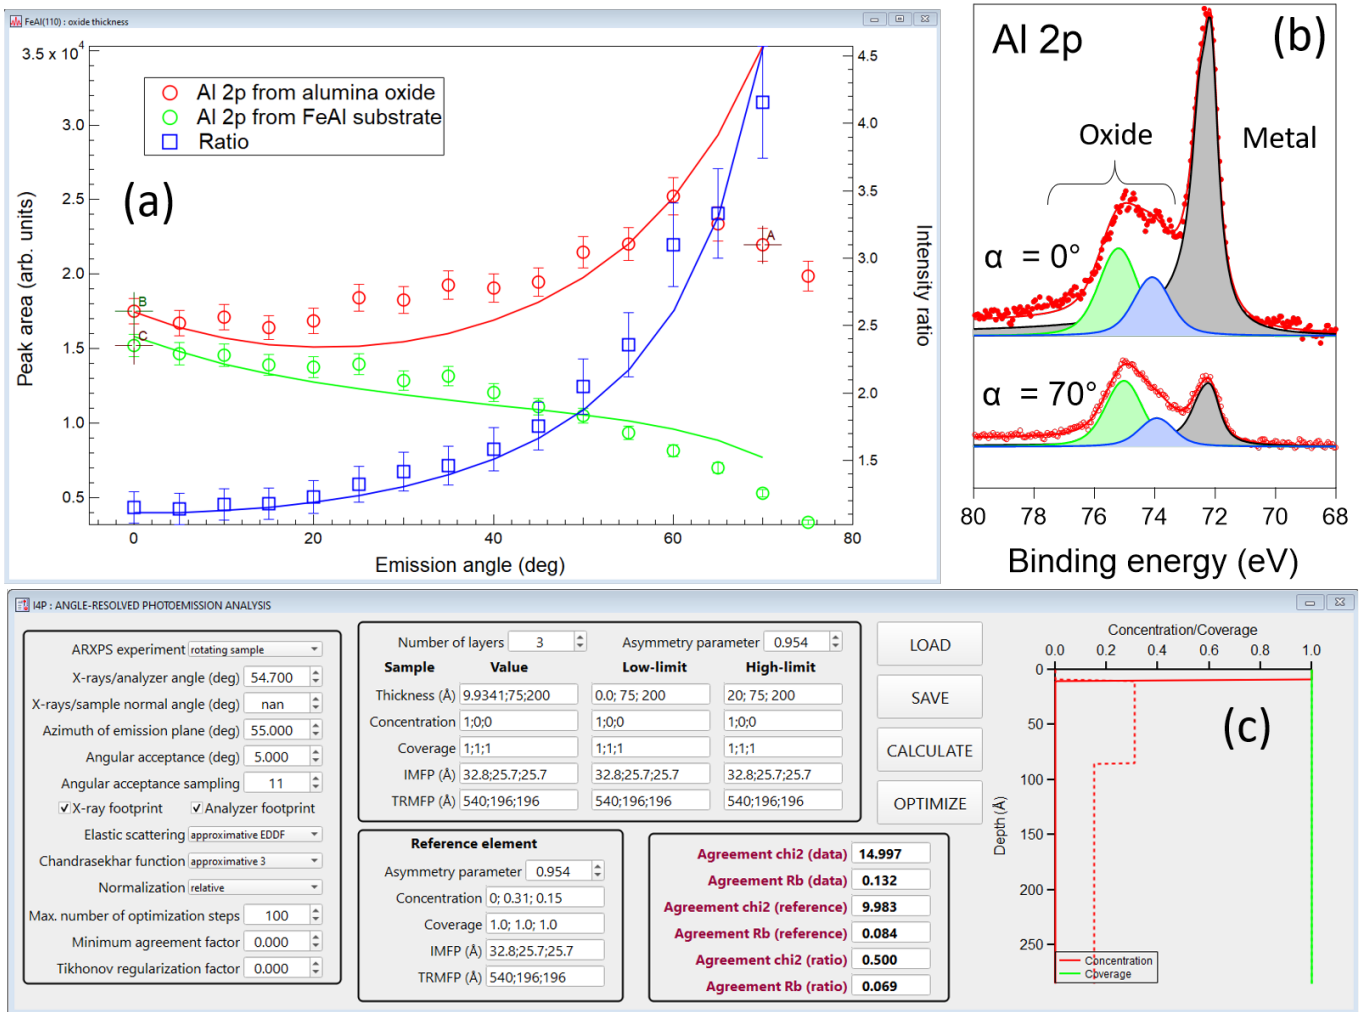 FeAl(110) : oxide thickness
3.5 x 10⁴
3.0
2.5
2.0
1.5
1.0
0.5
Peak area (arb. units)
Al 2p from alumina oxide
Al 2p from FeAl substrate
Ratio
(a)
A
B
C
4.5
4.0
3.5
3.0
2.5
2.0
1.5
Intensity ratio
0 20 40 60 80
Emission angle (deg)
Al 2p (b)
Oxide
Metal
α = 0°
α = 70°
80 78 76 74 72 70 68
Binding energy (eV)
I4P : ANGLE-RESOLVED PHOTOEMISSION ANALYSIS
ARXPS experiment rotating sample
X-rays/analyzer angle (deg) 54.700
X-rays/sample normal angle (deg) nan
Azimuth of emission plane (deg) 55.000
Angular acceptance (deg) 5.000
Angular acceptance sampling 11
X-ray footprint Analyzer footprint
Elastic scattering approximative EDDF
Chandrasekhar function approximative 3
Normalization relative
Max. number of optimization steps 100
Minimum agreement factor 0.000
Tikhonov regularization factor 0.000
Number of layers 3 Asymmetry parameter 0.954
Sample Value Low-limit High-limit
Thickness (Å) 9.9341;75;200 0.0; 75; 200 20; 75; 200
Concentration 1;0;0 1;0;0 1;0;0
Coverage 1;1;1 1;1;1 1;1;1
IMFP (Å) 32.8;25.7;25.7 32.8;25.7;25.7 32.8;25.7;25.7
TRMFP (Å) 540;196;196 540;196;196 540;196;196
Reference element
Asymmetry parameter 0.954
Concentration 0; 0.31; 0.15
Coverage 1.0; 1.0; 1.0
IMFP (Å) 32.8;25.7;25.7
TRMFP (Å) 540;196;196
Agreement chi2 (data) 14.997
Agreement Rb (data) 0.132
Agreement chi2 (reference) 9.983
Agreement Rb (reference) 0.084
Agreement chi2 (ratio) 0.500
Agreement Rb (ratio) 0.069
LOAD
SAVE
CALCULATE
OPTIMIZE
Concentration/Coverage
0.0 0.2 0.4 0.6 0.8 1.0
0
50
100
150
200
250
Depth (Å)
(c)
Concentration
Coverage